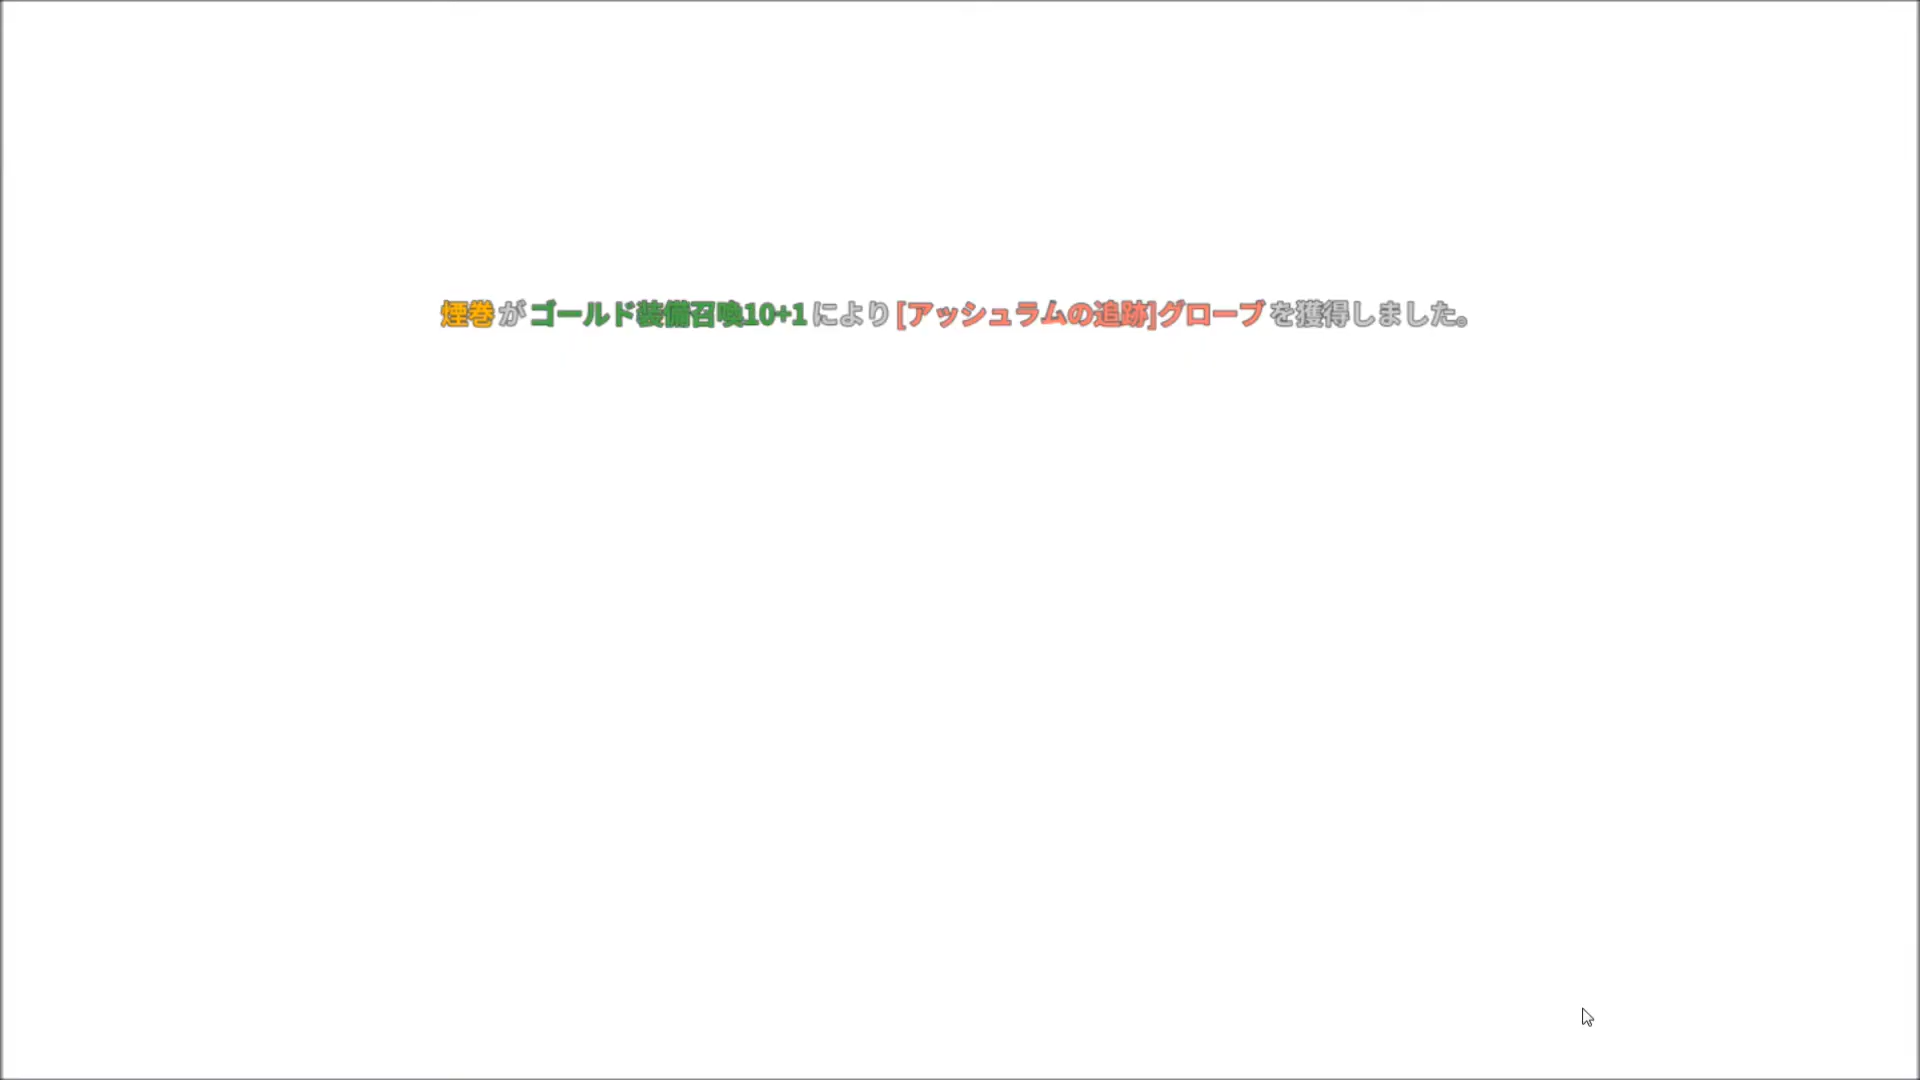 煙巻 が ゴールド装備召喚10+1 により [アッシュラムの追跡]グローブ を獲得しました。